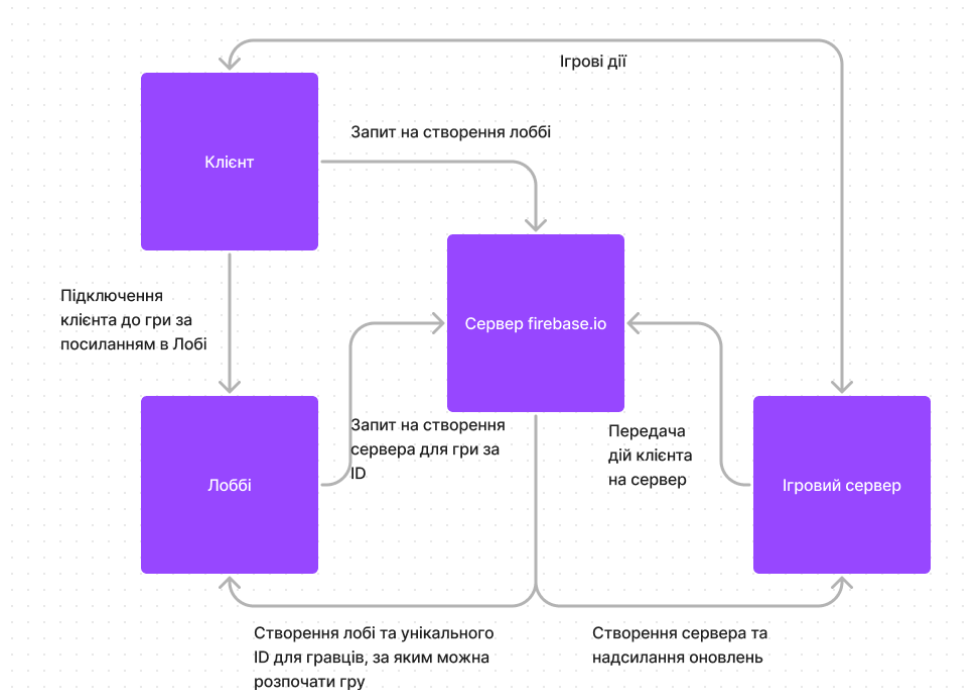 Ігрові дії
Запит на створення лоббі
Клієнт
Підключення
клієнта до гри за
посиланням в Лобі
Сервер firebase.io
Запит на створення
сервера для гри за
ID
Передача
дій клієнта
на сервер
Лоббі
Ігровий сервер
Створення лобі та унікального
ID для гравців, за яким можна
розпочати гру
Створення сервера та
надсилання оновлень